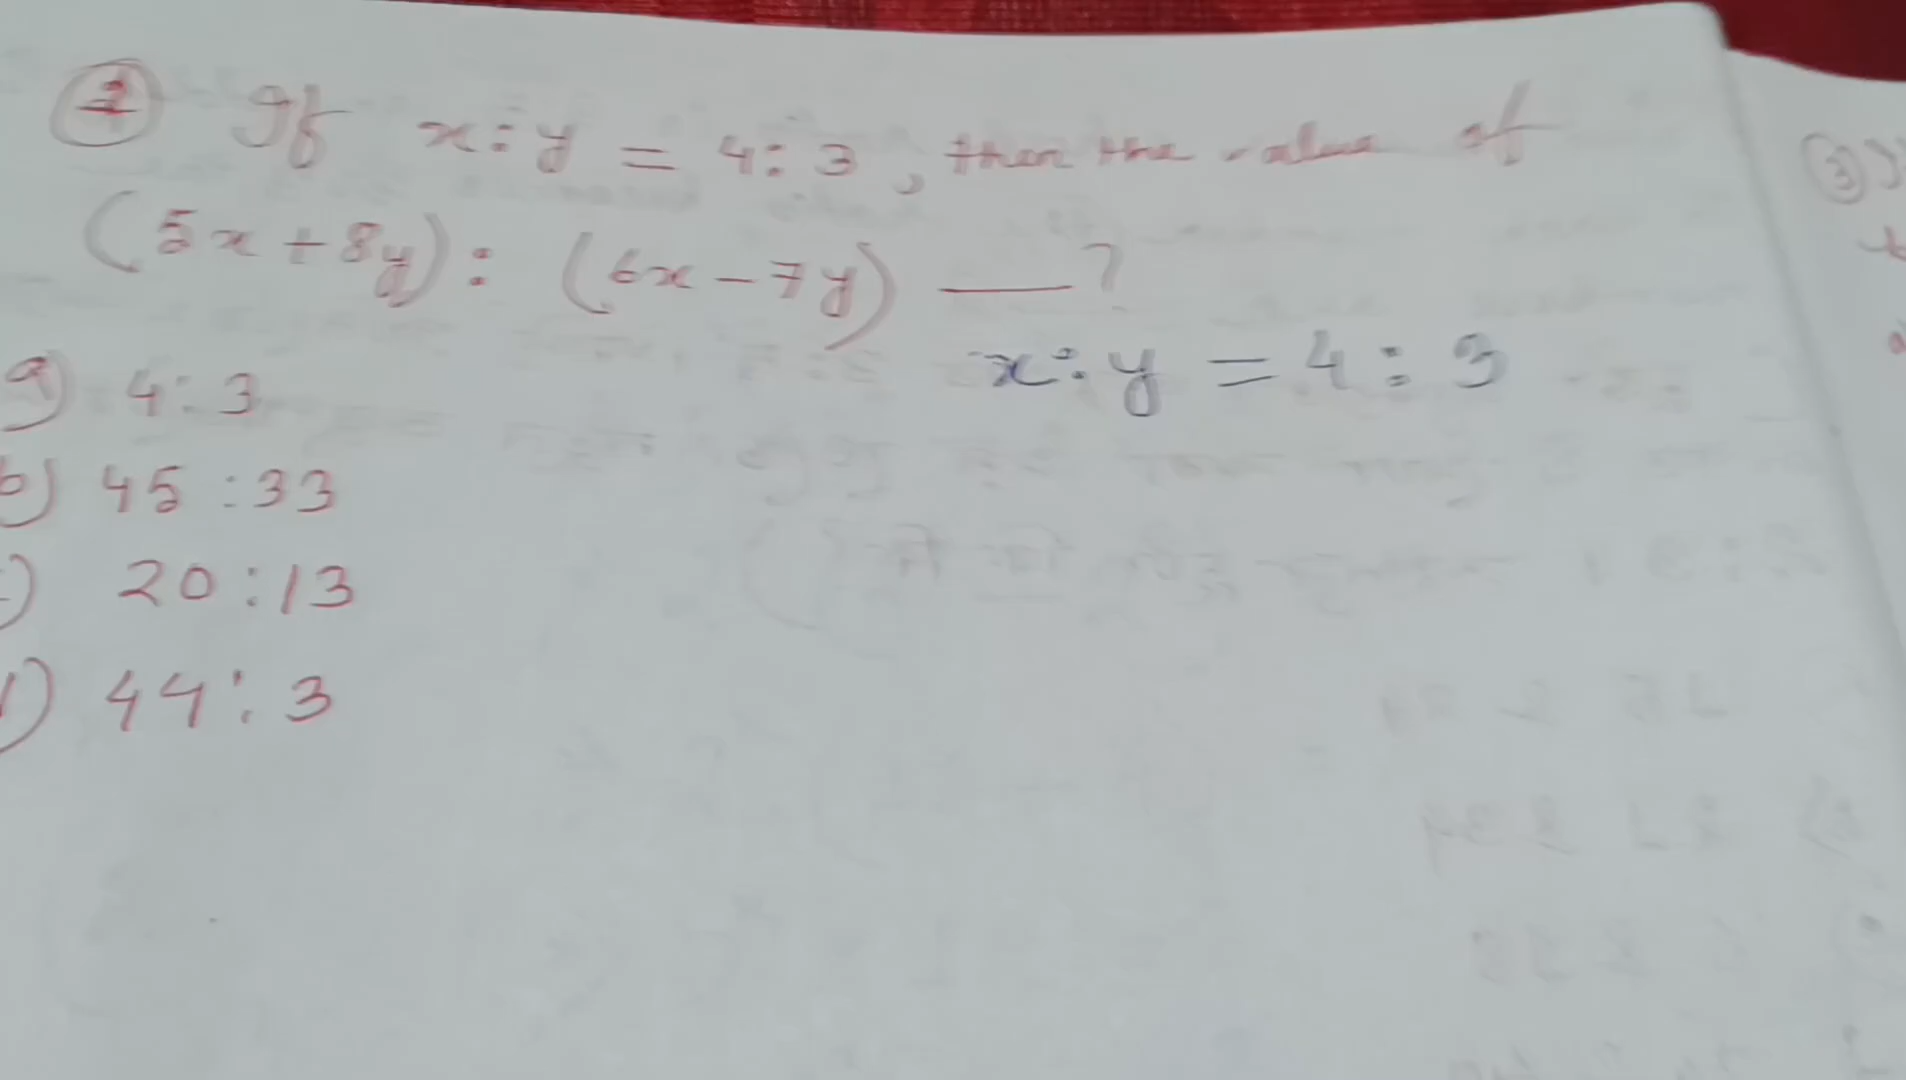 2 If x:y = 4:3, then the value of
(5x+8y): (6x-7y) — ?
x:y = 4:3
a) 4:3
b) 45:33
c) 20:13
d) 44:3
3